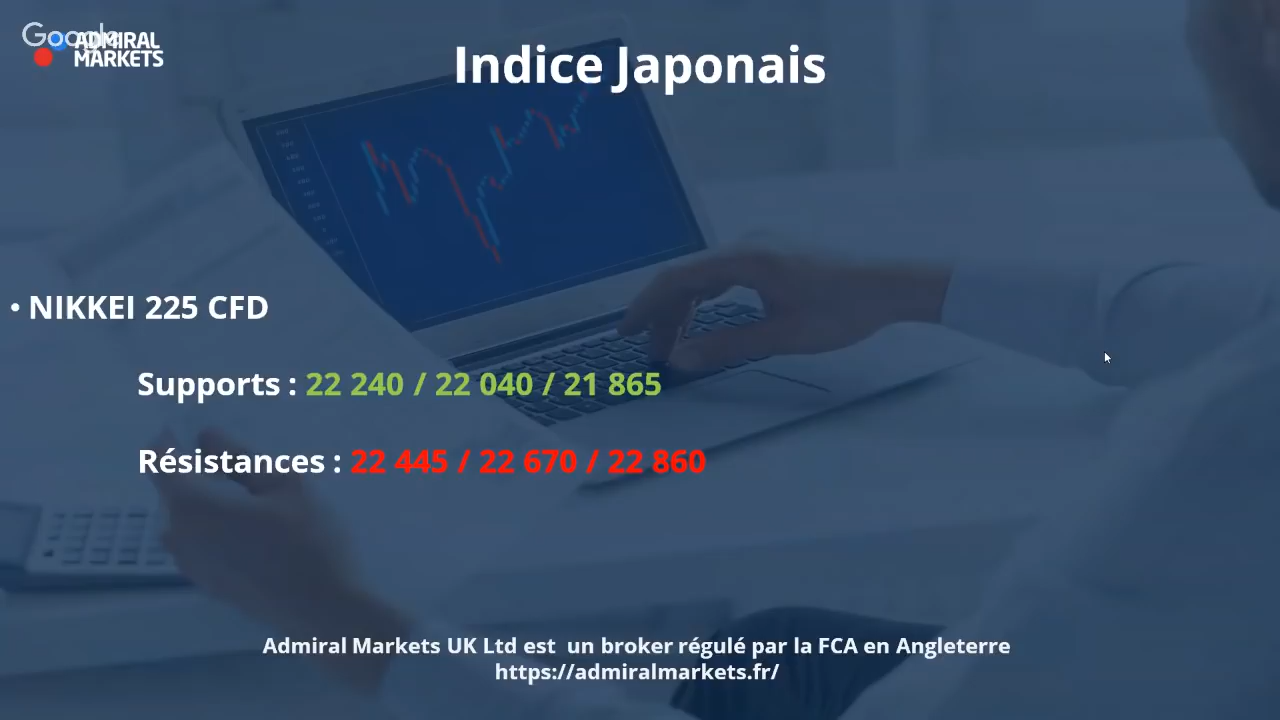 Google
ADMIRAL
MARKETS
Indice Japonais
• NIKKEI 225 CFD
Supports : 22 240 / 22 040 / 21 865
Résistances : 22 445 / 22 670 / 22 860
Admiral Markets UK Ltd est  un broker régulé par la FCA en Angleterre
https://admiralmarkets.fr/